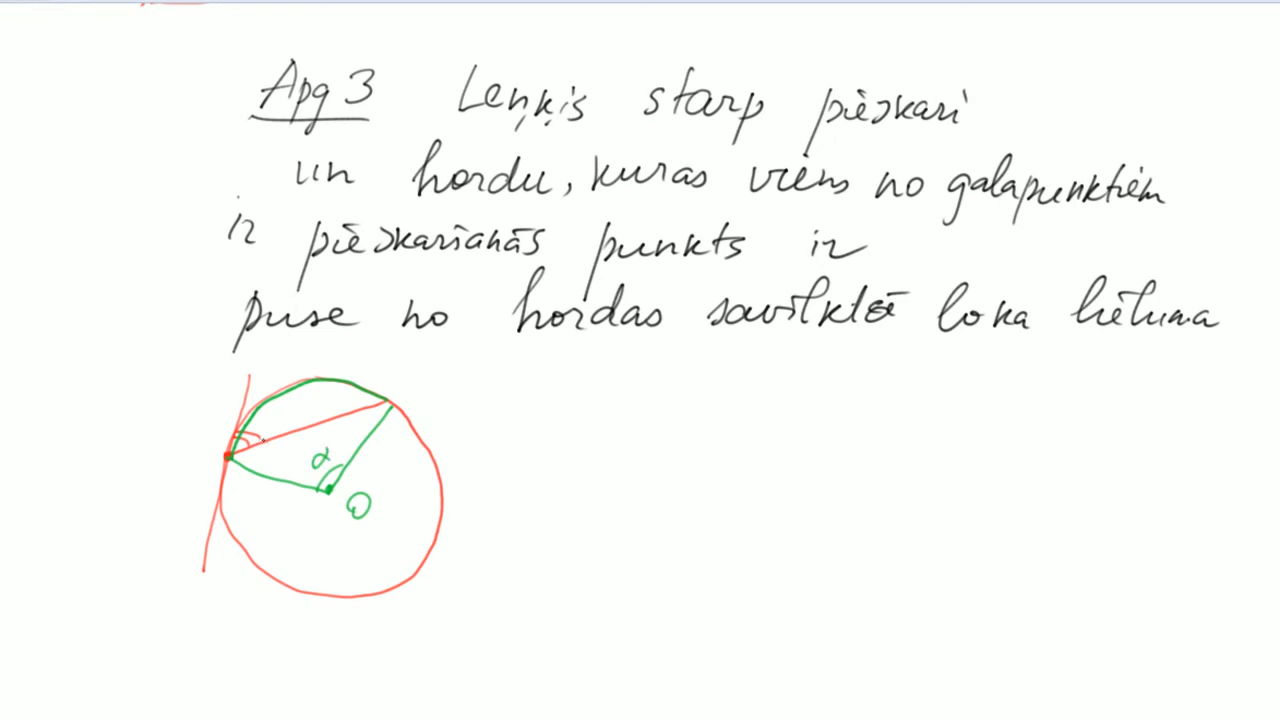 Apg 3 Leņķis starp pieskari
un hordu, kuras viens no galapunktiem
ir pieskaršanās punkts ir
puse no hordas savilktā loka lieluma
α
O